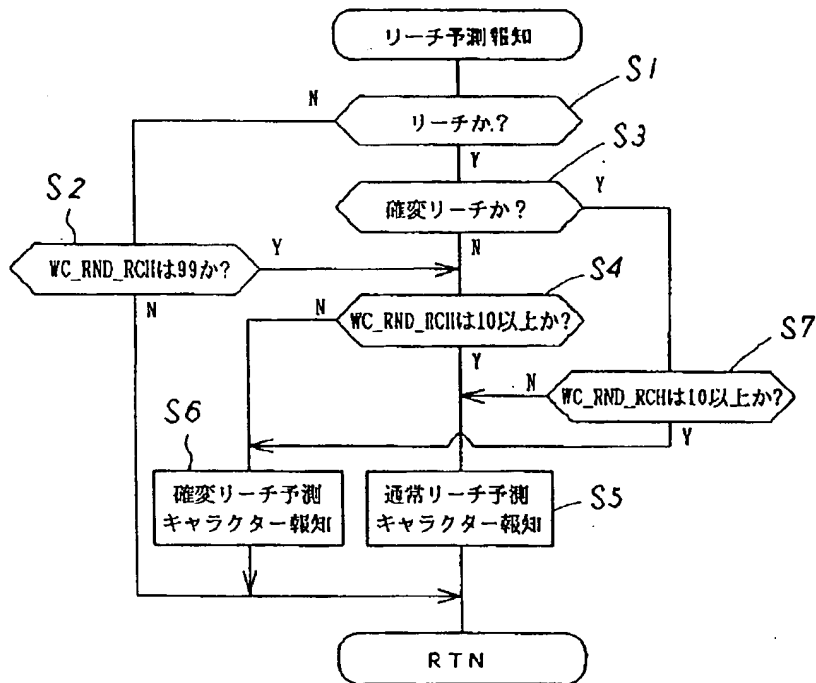 リーチ予測報知
S1
N
リーチか?
Y
S3
確変リーチか?
Y
N
S2
WC_RND_RCHは99か?
Y
N
S4
WC_RND_RCHは10以上か?
N
Y
S7
WC_RND_RCHは10以上か?
N
Y
S6
確変リーチ予測
キャラクター報知
通常リーチ予測
キャラクター報知
S5
RTN